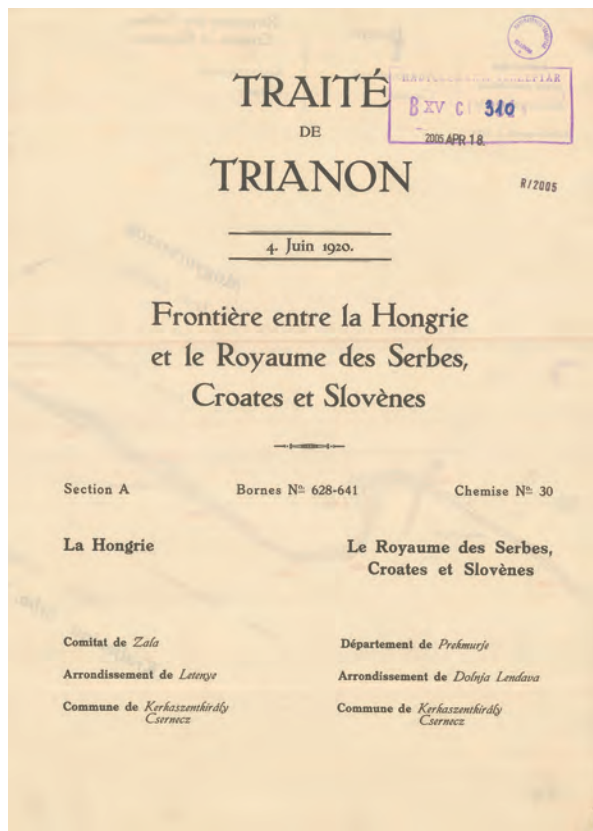 TRAITÉ
DE
TRIANON
8 XV C 340
2005 APR 18.
R/2005
4. Juin 1920.
Frontière entre la Hongrie
et le Royaume des Serbes,
Croates et Slovènes
Section A Bornes Nº 628-641 Chemise Nº 30
La Hongrie Le Royaume des Serbes,
Croates et Slovènes
Comitat de Zala Département de Prekmurje
Arrondissement de Letenye Arrondissement de Dolnja Lendava
Commune de Kerkaszentkirály Commune de Kerkaszentkirály
Csernecz Csernecz